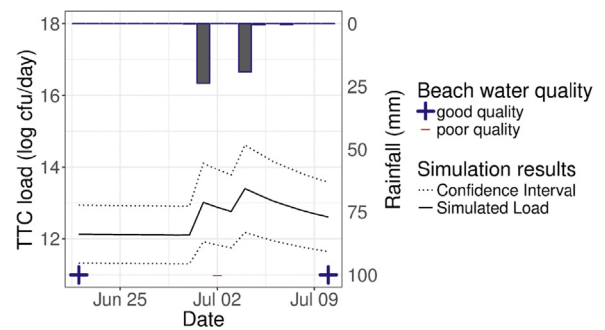 TTC load (log cfu/day)
18
16
14
12
0
25
50
75
100
Rainfall (mm)
Jun 25
Jul 02
Jul 09
Date
Beach water quality
good quality
poor quality
Simulation results
Confidence Interval
Simulated Load